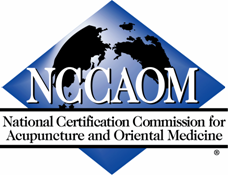 NCCAOM
National Certification Commission for
Acupuncture and Oriental Medicine
®